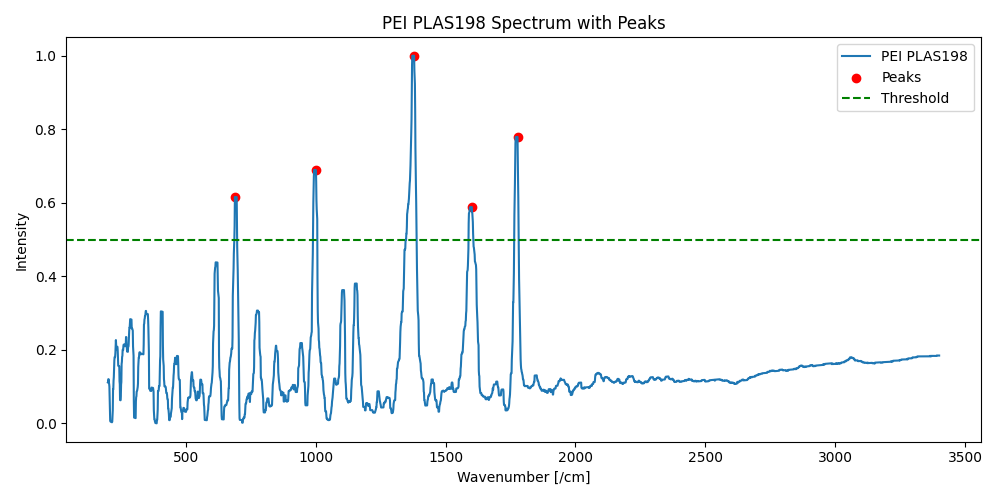 PEI PLAS198 Spectrum with Peaks
PEI PLAS198
Peaks
Threshold
Intensity
1.0
0.8
0.6
0.4
0.2
0.0
500 1000 1500 2000 2500 3000 3500
Wavenumber [/cm]